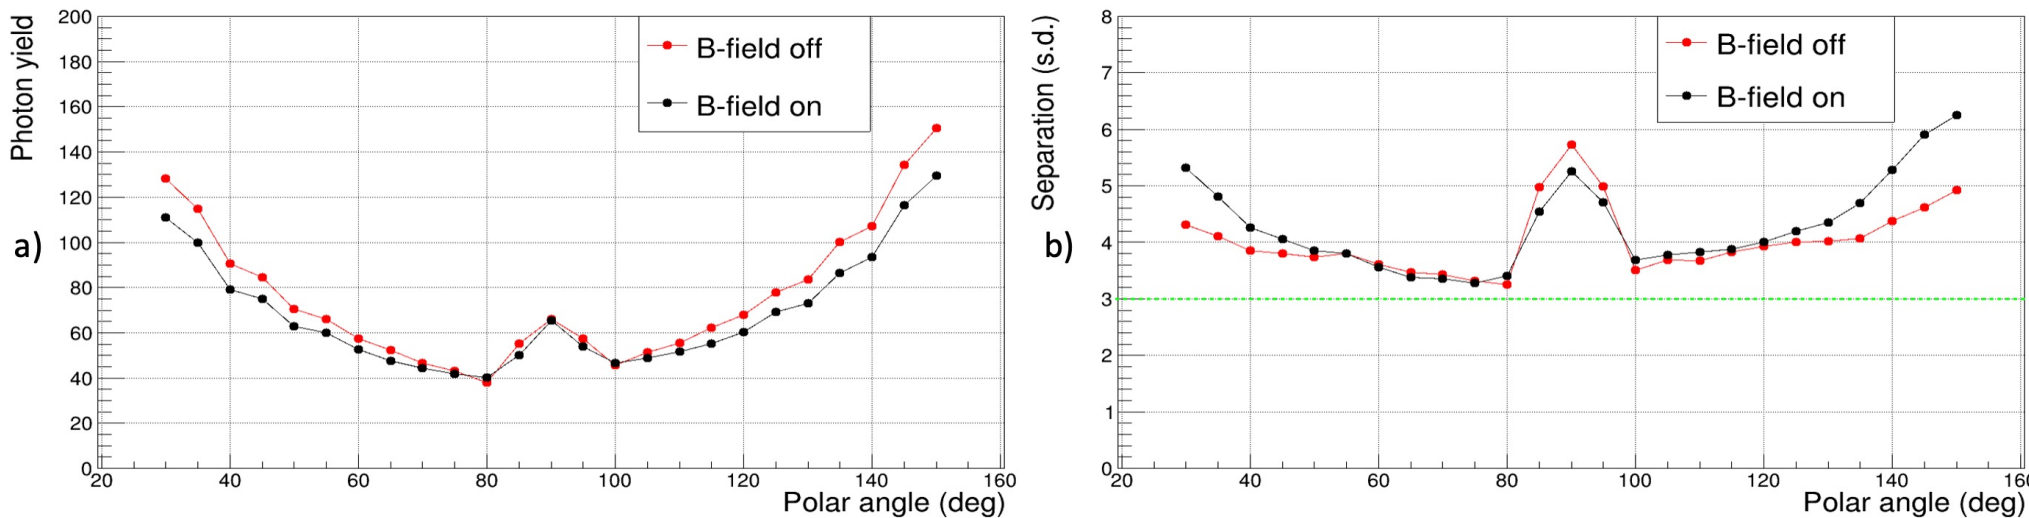 a)
Photon yield
200
180
160
140
120
100
80
60
40
20
0
B-field off
B-field on
20 40 60 80 100 120 140 160
Polar angle (deg)
b)
Separation (s.d.)
8
7
6
5
4
3
2
1
0
B-field off
B-field on
20 40 60 80 100 120 140 160
Polar angle (deg)